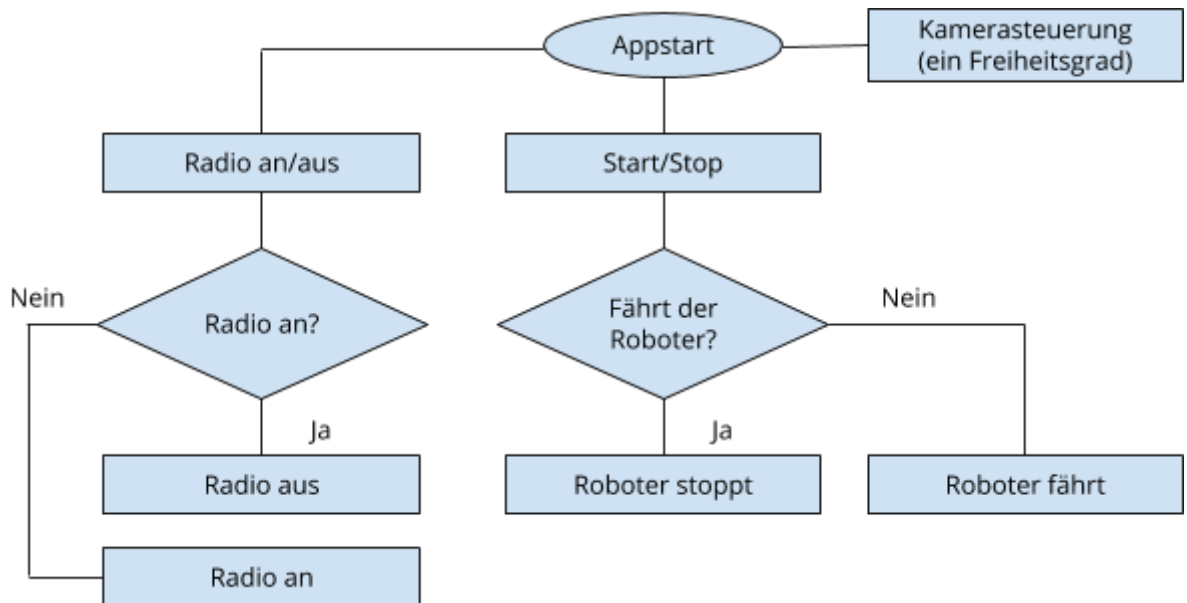 Appstart
Kamerasteuerung
(ein Freiheitsgrad)
Radio an/aus
Start/Stop
Nein
Radio an?
Fährt der
Roboter?
Nein
Ja
Ja
Radio aus
Roboter stoppt
Roboter fährt
Radio an